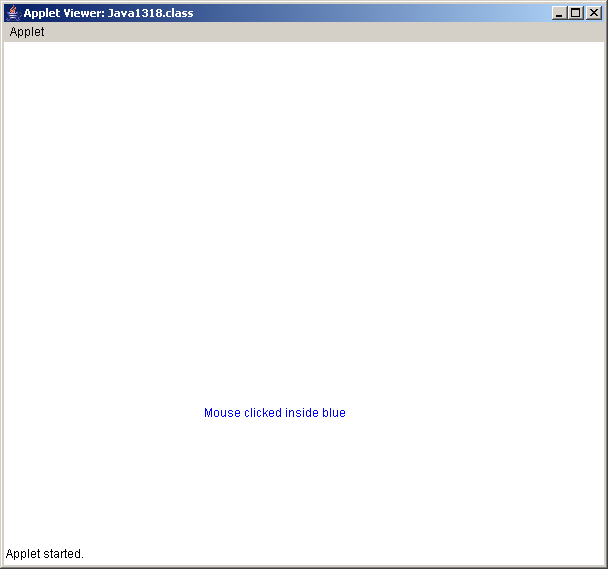 Applet Viewer: Java1318.class
Applet
Mouse clicked inside blue
Applet started.